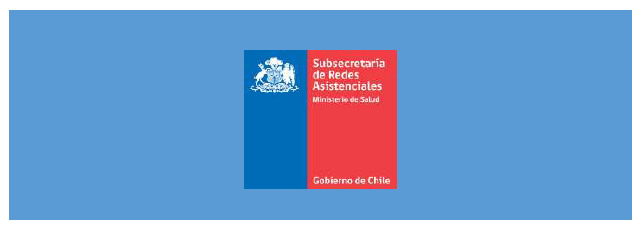 Subsecretaría
de Redes
Asistenciales
Ministerio de Salud
Gobierno de Chile